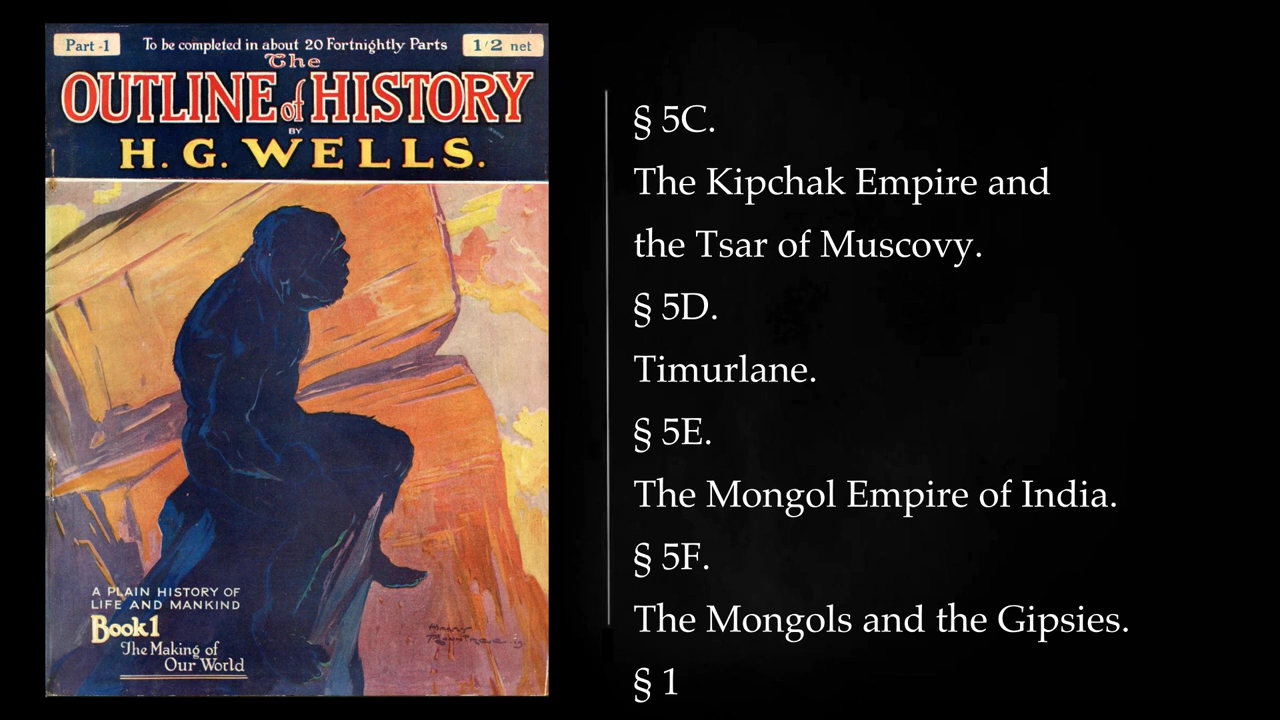 Part -1
To be completed in about 20 Fortnightly Parts
1/2 net
The
OUTLINE of HISTORY
BY
H. G. WELLS.
A PLAIN HISTORY OF
LIFE AND MANKIND
Book 1
The Making of
Our World
§ 5C.
The Kipchak Empire and
the Tsar of Muscovy.
§ 5D.
Timurlane.
§ 5E.
The Mongol Empire of India.
§ 5F.
The Mongols and the Gipsies.
§ 1